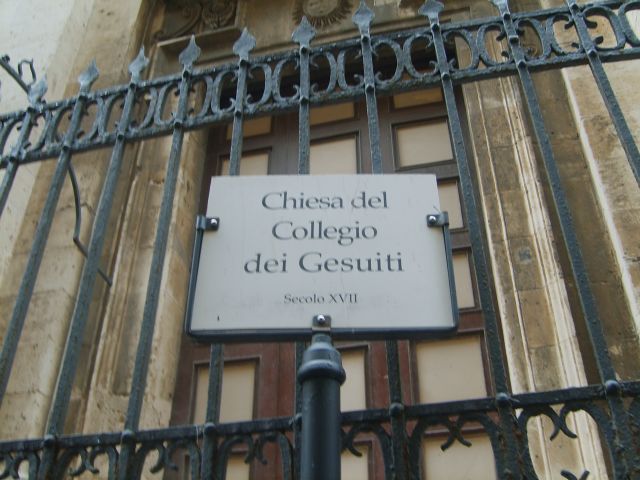 Chiesa del
Collegio
dei Gesuiti
Secolo XVII